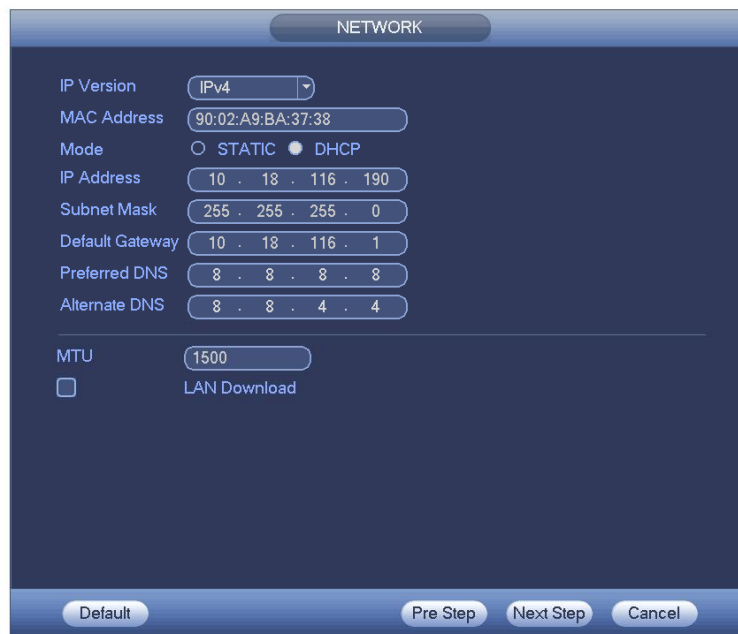 NETWORK
IP Version IPv4
MAC Address 90:02:A9:BA:37:38
Mode STATIC DHCP
IP Address 10 . 18 . 116 . 190
Subnet Mask 255 . 255 . 255 . 0
Default Gateway 10 . 18 . 116 . 1
Preferred DNS 8 . 8 . 8 . 8
Alternate DNS 8 . 8 . 4 . 4
MTU 1500
LAN Download
Default Pre Step Next Step Cancel